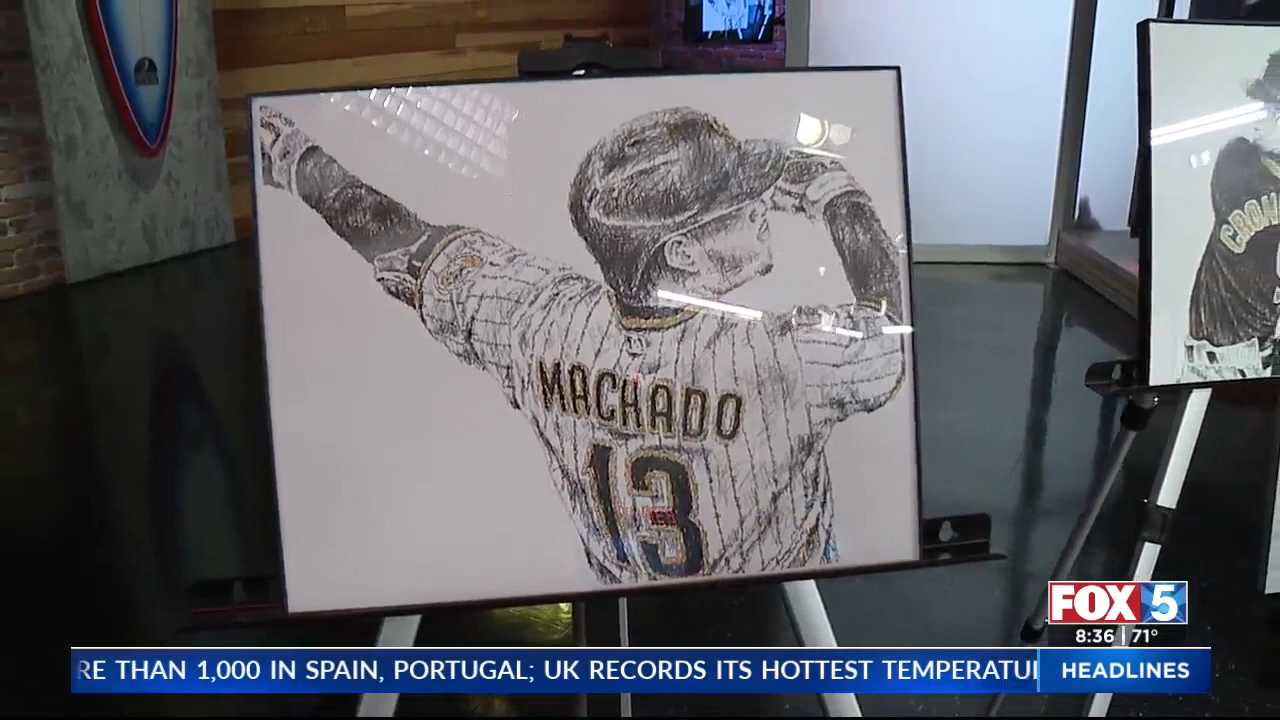 MACHADO
13
CRON
FOX 5
8:36 71°
RE THAN 1,000 IN SPAIN, PORTUGAL; UK RECORDS ITS HOTTEST TEMPERATU
HEADLINES